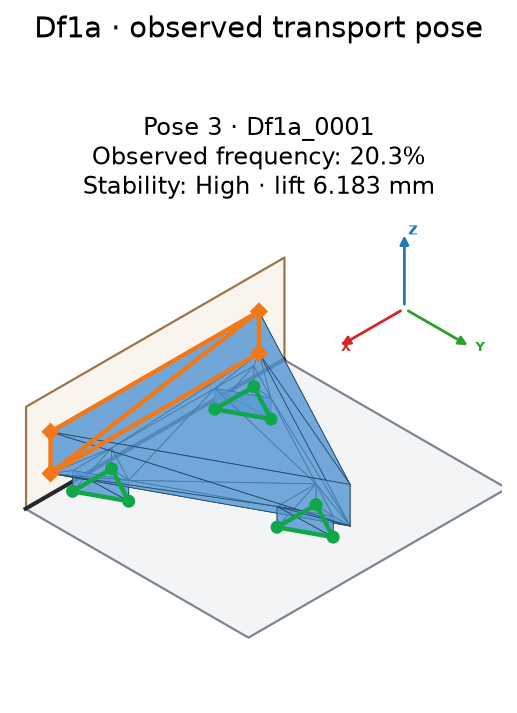 Df1a · observed transport pose
Pose 3 · Df1a_0001
Observed frequency: 20.3%
Stability: High · lift 6.183 mm
Z
X
Y